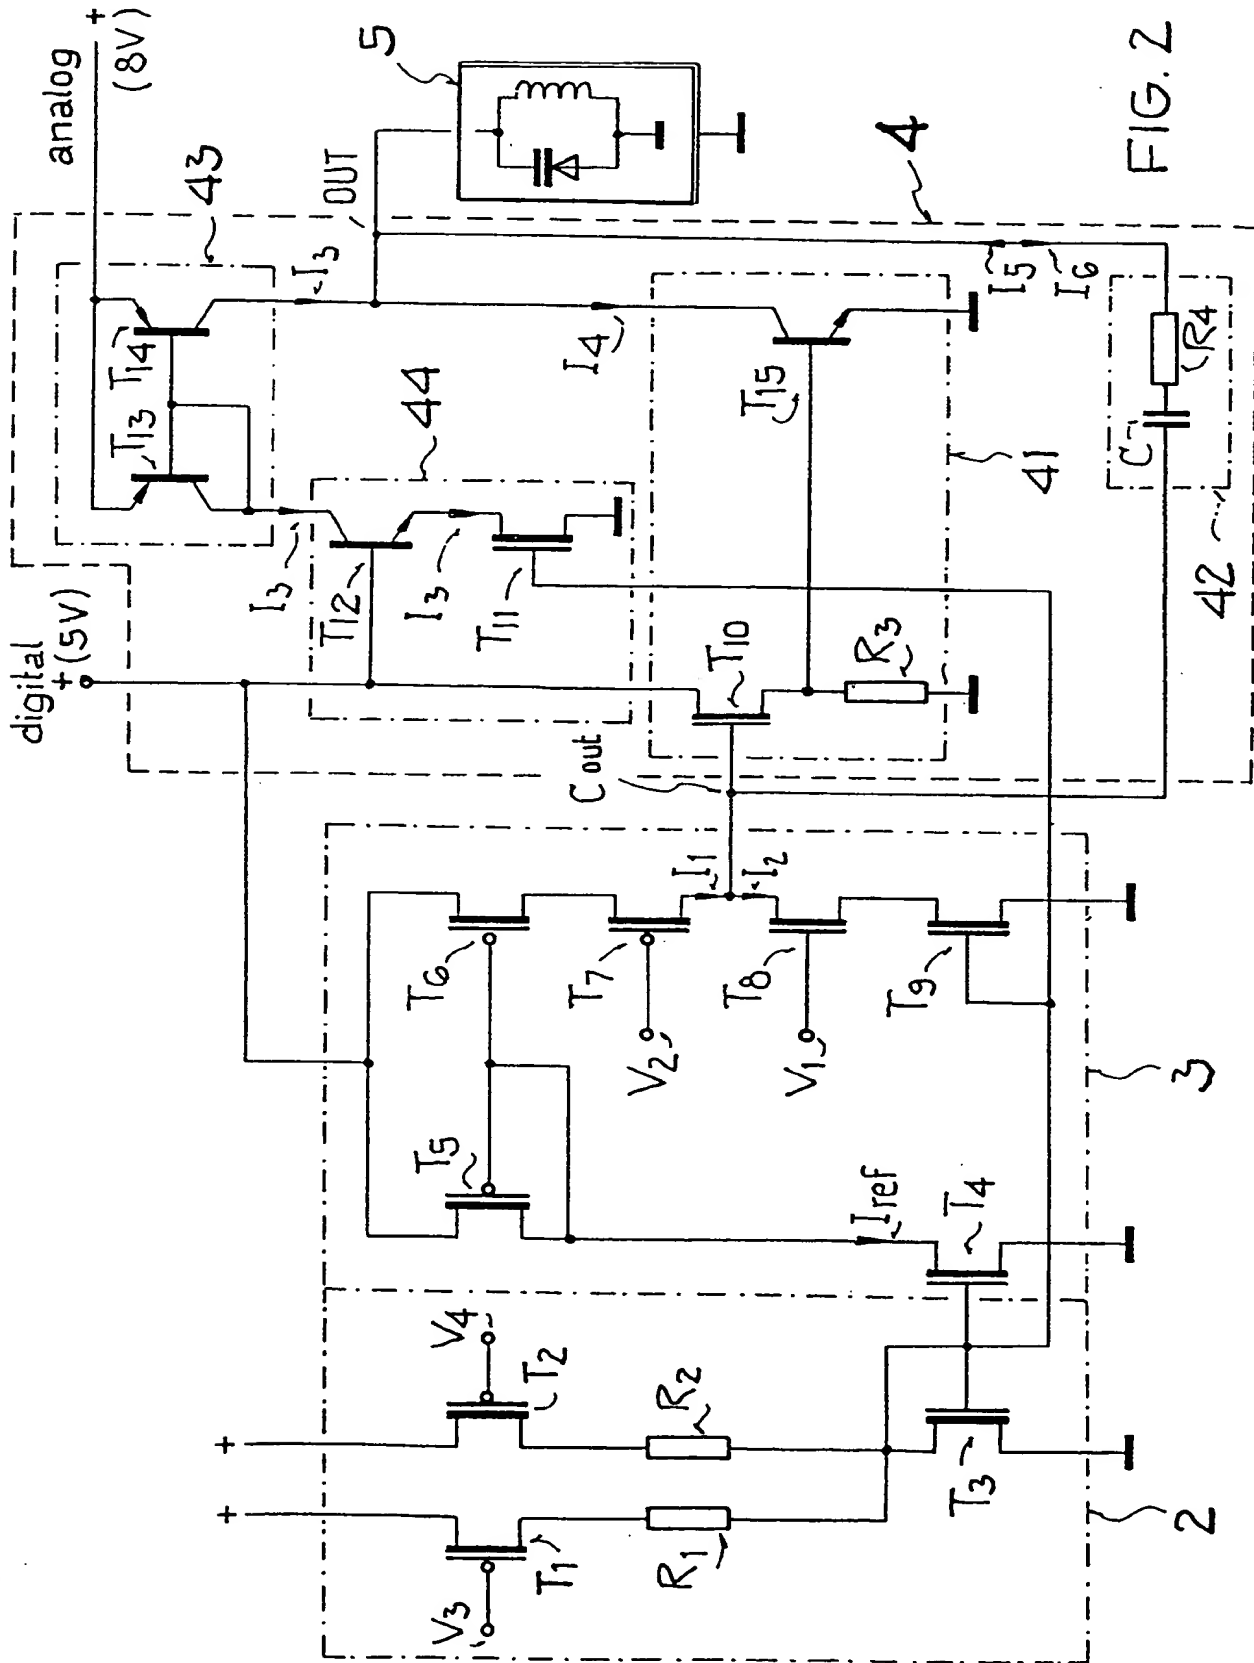 analog +
(8V)
digital
+ (5V)
5
43
T13
T14
I3
OUT
4
44
I3
T12
I3
T11
I4
T15
41
I5
I6
42
C
R4
T10
R3
C out
T6
T7
I1
I2
T8
T9
V2
V1
T5
Iref
T4
3
V3
V4
T1
T2
R1
R2
T3
2
FIG. 2